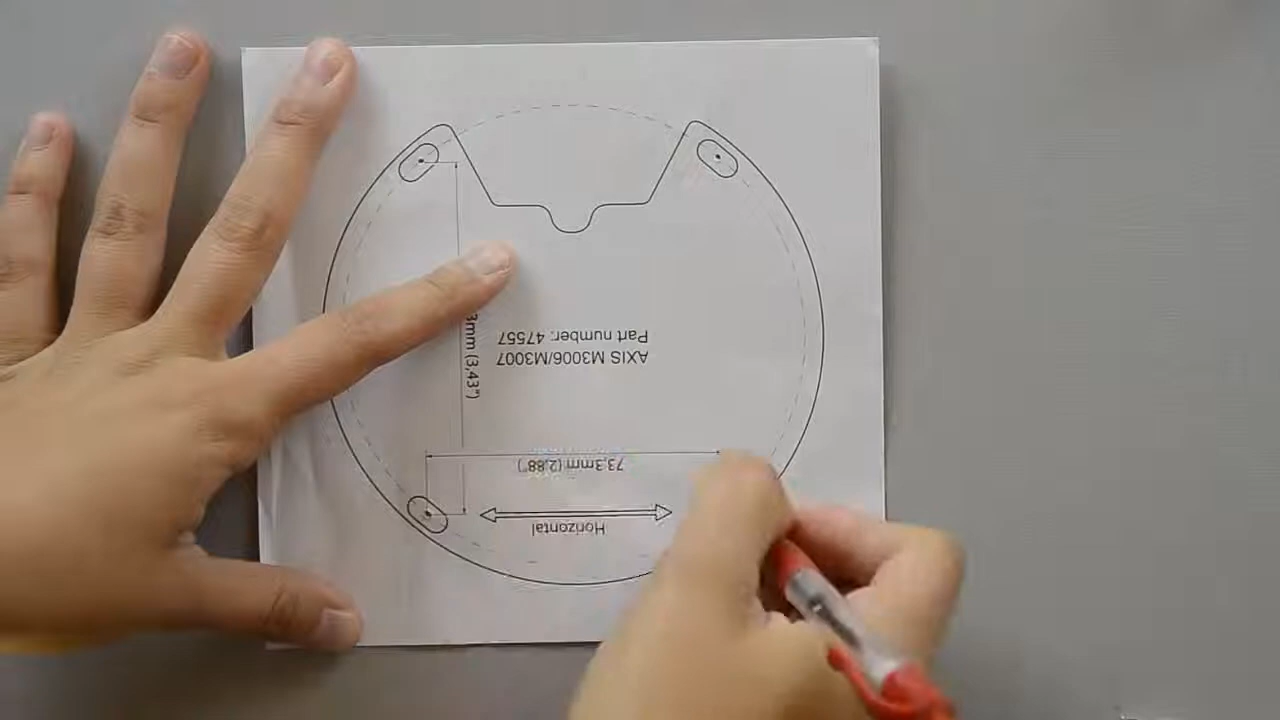 Horizontal
73,3mm (2,88")
AXIS M3006/M3007
Part number: 47557
3mm (3,43")